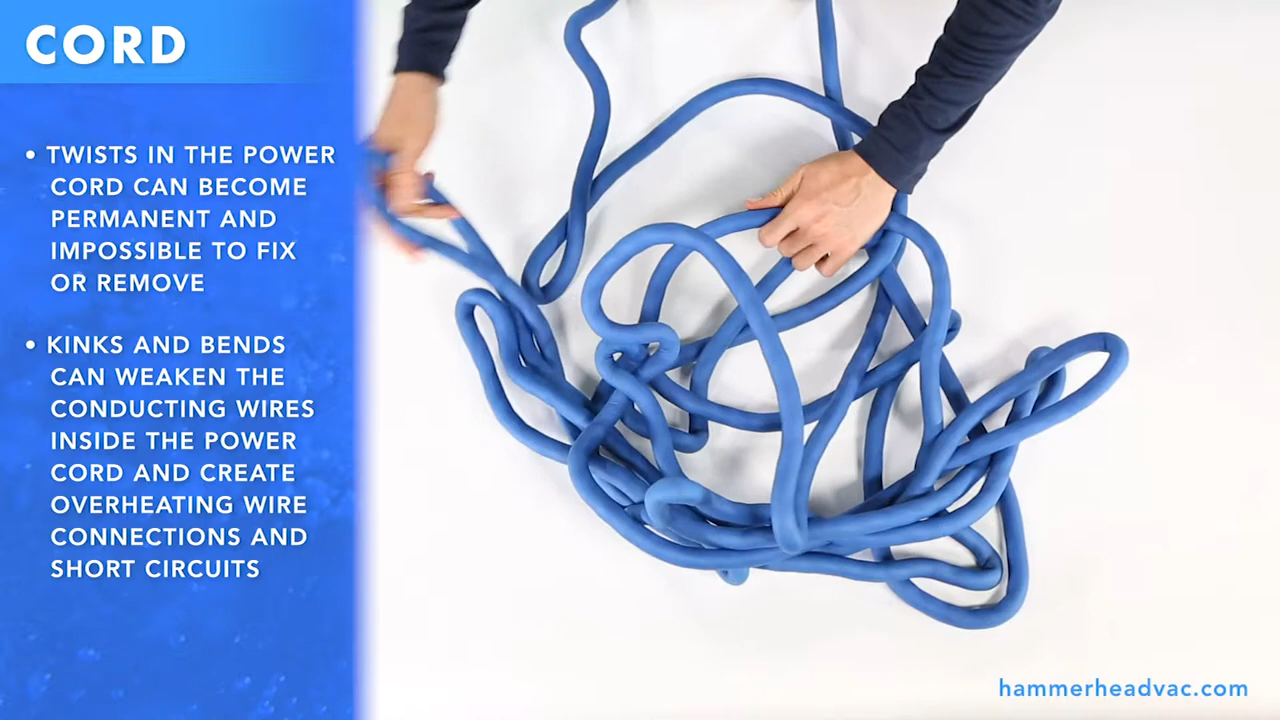 CORD
• TWISTS IN THE POWER
CORD CAN BECOME
PERMANENT AND
IMPOSSIBLE TO FIX
OR REMOVE
• KINKS AND BENDS
CAN WEAKEN THE
CONDUCTING WIRES
INSIDE THE POWER
CORD AND CREATE
OVERHEATING WIRE
CONNECTIONS AND
SHORT CIRCUITS
hammerheadvac.com